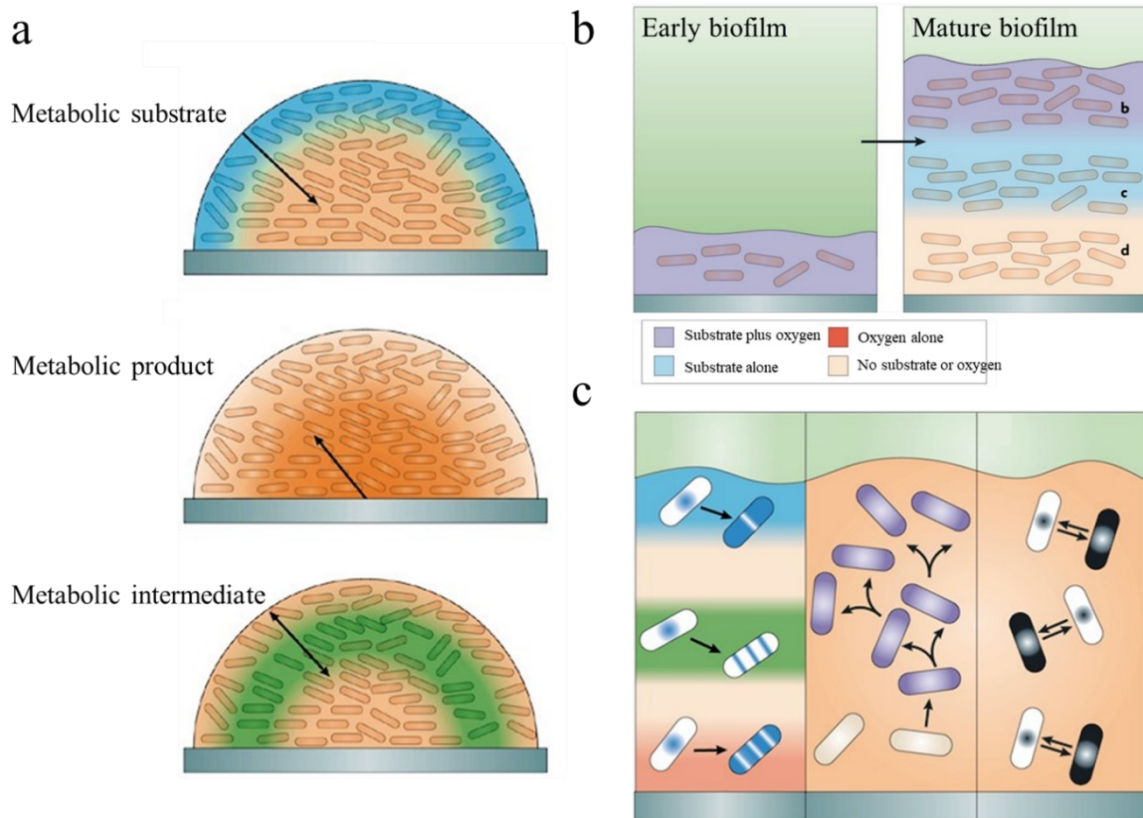 a
Metabolic substrate
Metabolic product
Metabolic intermediate
b
Early biofilm
Mature biofilm
b
c
d
Substrate plus oxygen
Oxygen alone
Substrate alone
No substrate or oxygen
c